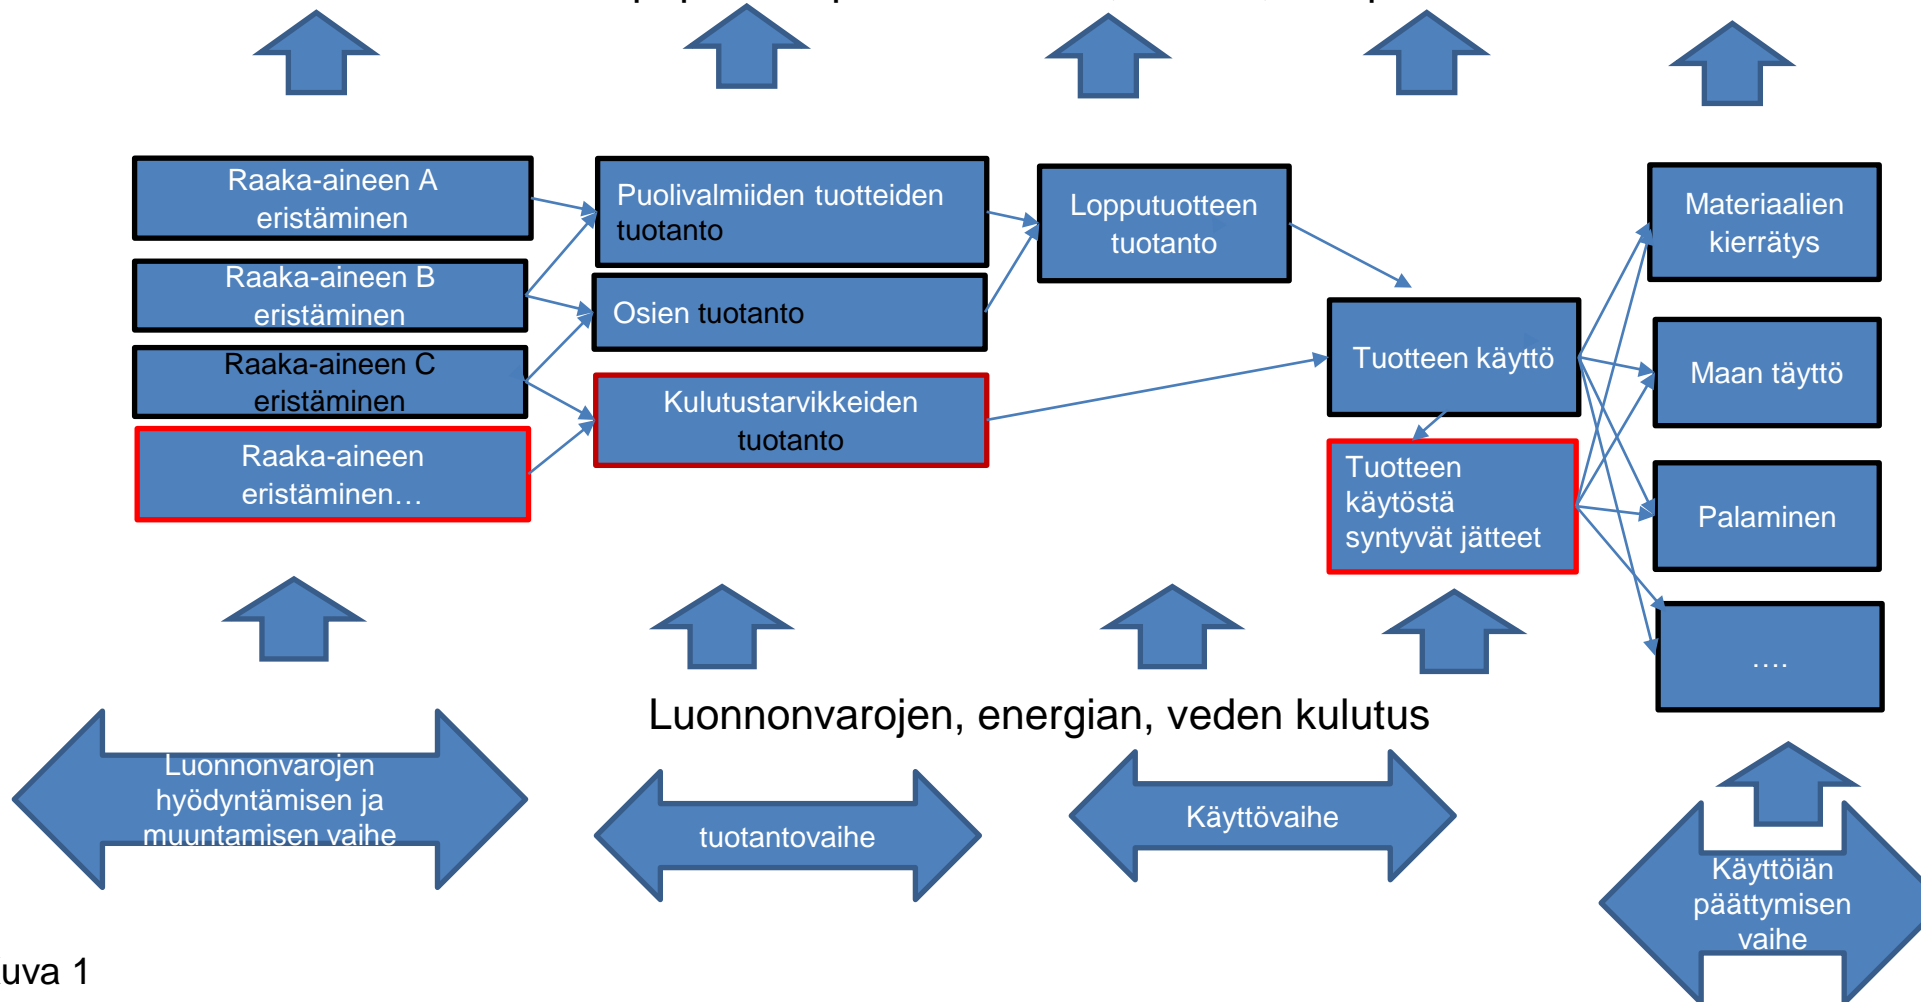 Raaka-aineen A
eristäminen
Raaka-aineen B
eristäminen
Raaka-aineen C
eristäminen
Raaka-aineen
eristäminen…
Puolivalmiiden tuotteiden
tuotanto
Osien tuotanto
Kulutustarvikkeiden
tuotanto
Lopputuotteen
tuotanto
Tuotteen käyttö
Tuotteen
käytöstä
syntyvät jätteet
Materiaalien
kierrätys
Maan täyttö
Palaminen
….
Luonnonvarojen, energian, veden kulutus
Luonnonvarojen
hyödyntämisen ja
muuntamisen vaihe
tuotantovaihe
Käyttövaihe
Käyttöiän
päättymisen
vaihe
uva 1